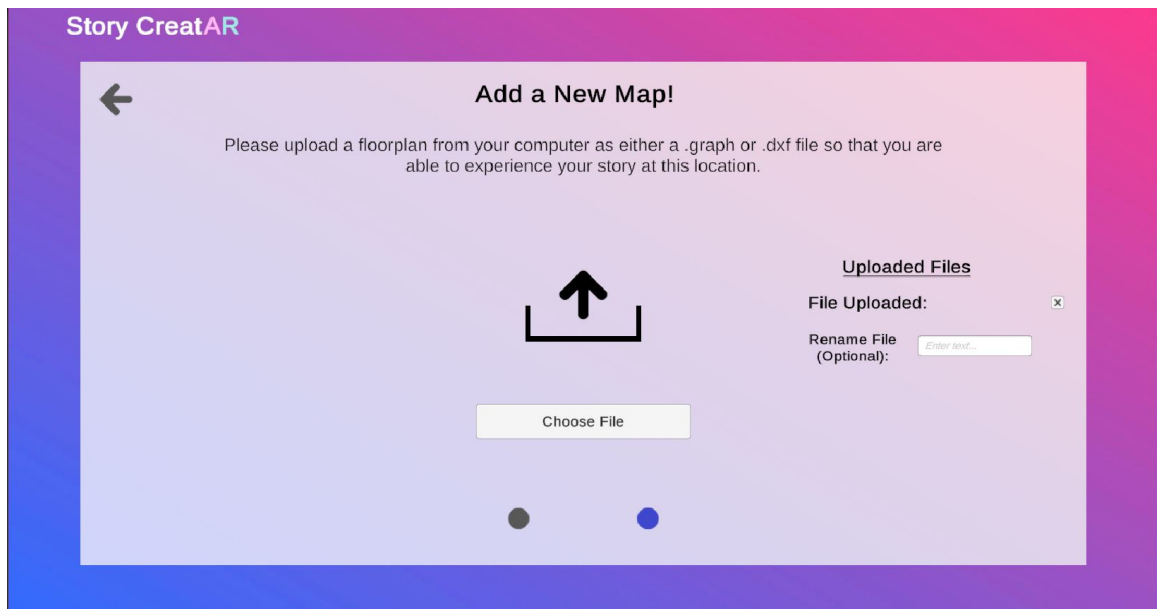 Story CreatAR
Add a New Map!
Please upload a floorplan from your computer as either a .graph or .dxf file so that you are
able to experience your story at this location.
Uploaded Files
File Uploaded:
x
Rename File
(Optional):
Enter text...
Choose File